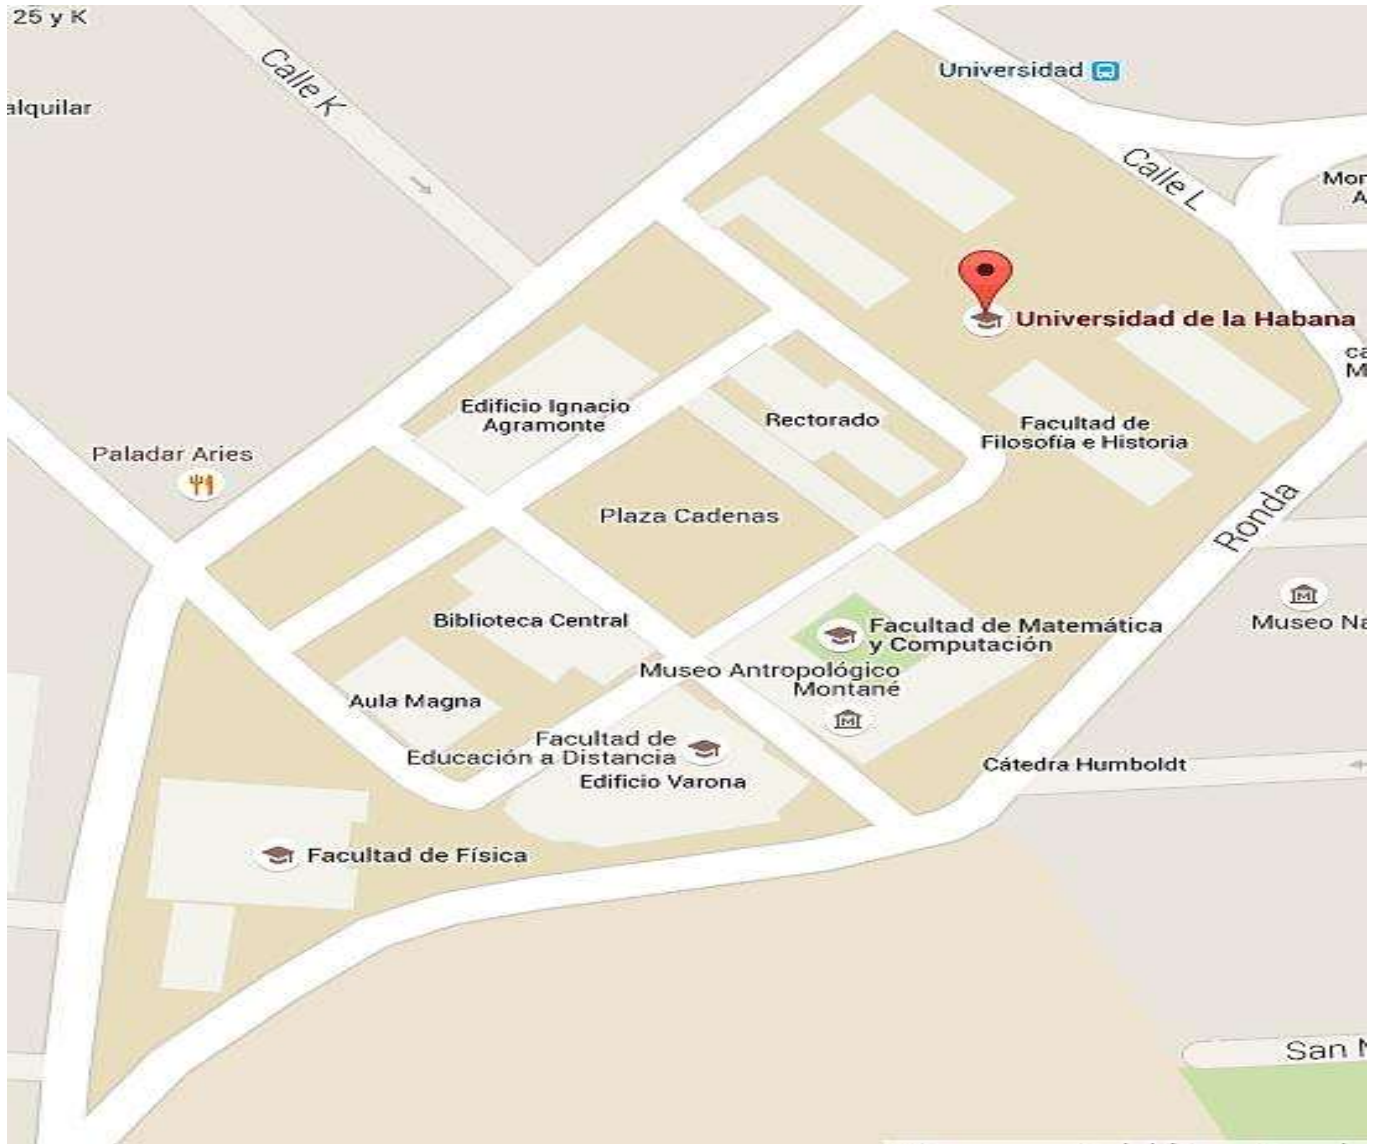 25 y K
Calle K
alquilar
Universidad
Calle L
Universidad de la Habana
Edificio Ignacio
Agramonte
Rectorado
Facultad de
Filosofía e Historia
Paladar Aries
Plaza Cadenas
Ronda
Biblioteca Central
Facultad de Matemática
y Computación
Museo
Museo Antropológico
Montané
Aula Magna
Facultad de
Educación a Distancia
Edificio Varona
Cátedra Humboldt
Facultad de Física
San